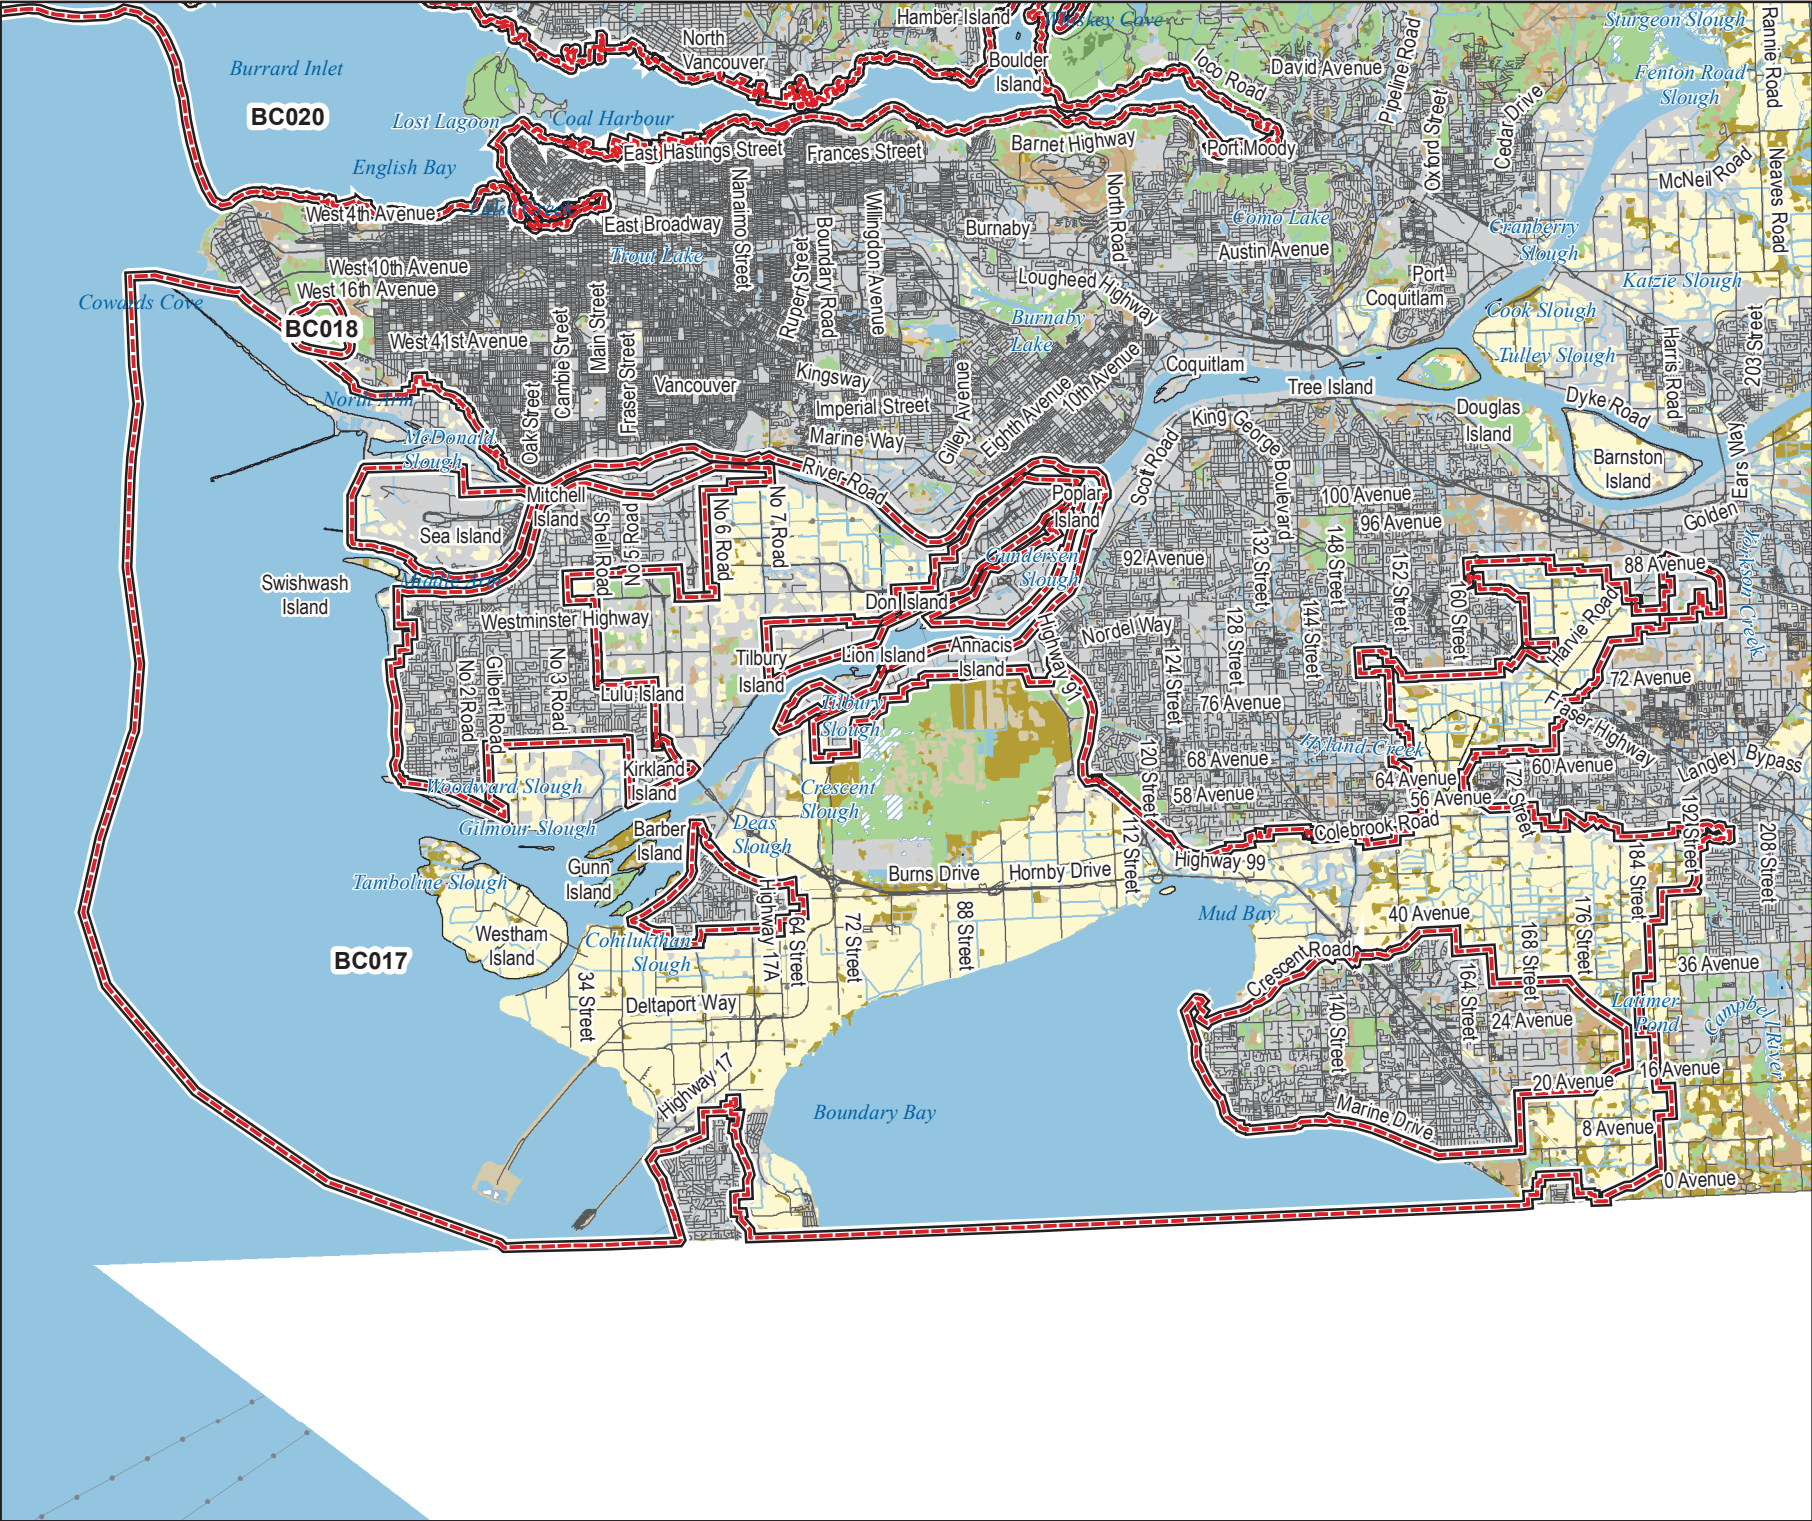 Hamber Island
Whiskey Cove
Sturgeon Slough
Rannie Road
North
Vancouver
Boulder
Island
Ioco Road
David Avenue
Pipeline Road
Fenton Road
Slough
Burrard Inlet
BC020
Lost Lagoon
Coal Harbour
Oxford Street
Cedar Drive
East Hastings Street
Frances Street
Barnet Highway
Port Moody
English Bay
McNeil Road
Neaves Road
West 4th Avenue
False Creek
East Broadway
Nanaimo Street
Willingdon Avenue
Boundary Road
Burnaby
North Road
Como Lake
Austin Avenue
Cranberry
Slough
Trout Lake
West 10th Avenue
West 16th Avenue
Rupert Street
Lougheed Highway
Port
Coquitlam
Katzie Slough
Cowards Cove
BC018
West 41st Avenue
Cambie Street
Main Street
Fraser Street
Burnaby
Lake
Cook Slough
Tulley Slough
Harris Road
203 Street
Vancouver
Kingsway
Coquitlam
Tree Island
Oak Street
North Arm
Imperial Street
Gilley Avenue
Eighth Avenue
10th Avenue
King George Boulevard
Douglas
Island
Dyke Road
McDonald
Slough
Marine Way
Scott Road
Barnston
Island
Golden Ears Way
River Road
Mitchell
Island
Sea Island
Shell Road
No 5 Road
No 6 Road
No 7 Road
Poplar
Island
100 Avenue
96 Avenue
Gundersen
Slough
92 Avenue
132 Street
148 Street
152 Street
88 Avenue
Yorkson Creek
Swishwash
Island
Middle Arm
Don Island
160 Street
Harvie Road
Westminster Highway
Nordel Way
128 Street
144 Street
Tilbury
Island
Lion Island
Annacis
Island
Highway 91
124 Street
No 2 Road
Gilbert Road
No 3 Road
Lulu Island
Tilbury
Slough
76 Avenue
72 Avenue
Fraser Highway
Hyland Creek
Langley Bypass
120 Street
68 Avenue
60 Avenue
Kirkland
Island
Woodward Slough
Crescent
Slough
64 Avenue
58 Avenue
56 Avenue
172 Street
Gilmour Slough
Barber
Island
Deas
Slough
112 Street
Colebrook Road
192 Street
208 Street
Gunn
Island
Highway 99
184 Street
Tamboline Slough
Burns Drive
Hornby Drive
Highway 17A
64 Street
72 Street
88 Street
Mud Bay
40 Avenue
168 Street
176 Street
Westham
Island
Cohilukthan
Slough
BC017
34 Street
Crescent Road
164 Street
36 Avenue
Deltaport Way
140 Street
24 Avenue
Latimer
Pond
Campbell River
Highway 17
16 Avenue
20 Avenue
Boundary Bay
Marine Drive
8 Avenue
0 Avenue